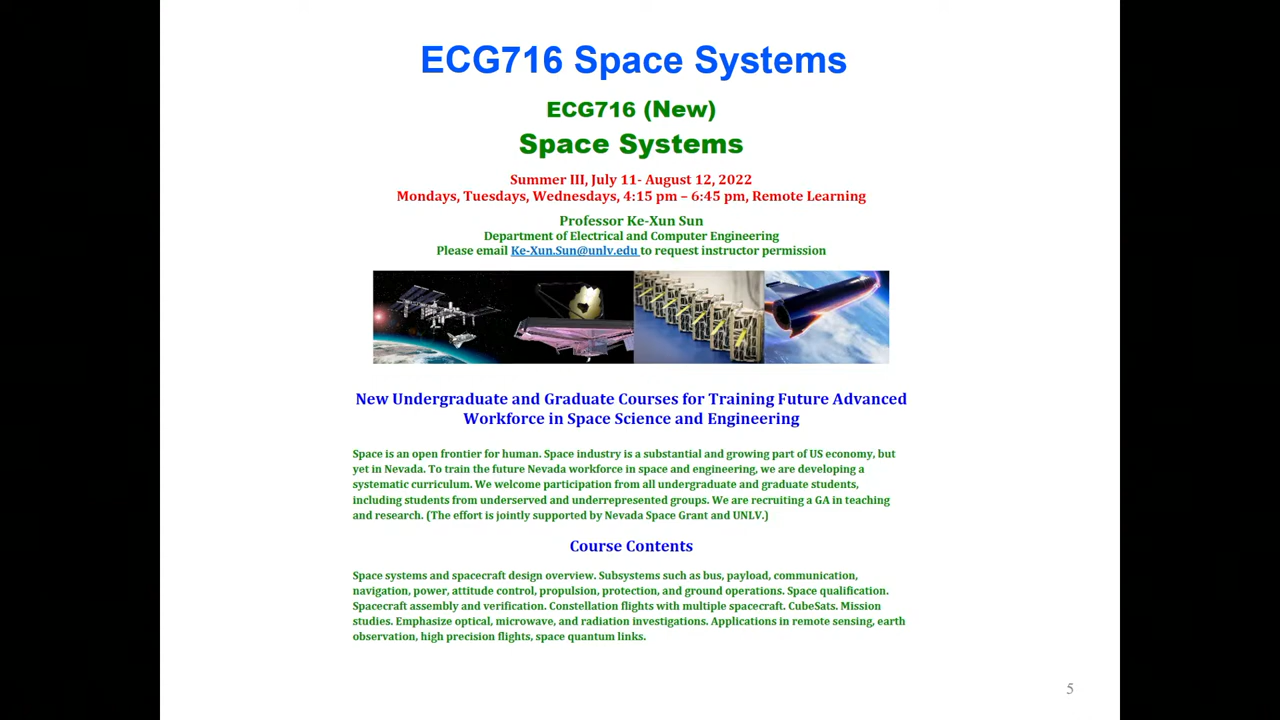 ECG716 Space Systems
ECG716 (New)
Space Systems
Summer III, July 11- August 12, 2022
Mondays, Tuesdays, Wednesdays, 4:15 pm – 6:45 pm, Remote Learning
Professor Ke-Xun Sun
Department of Electrical and Computer Engineering
Please email Ke-Xun.Sun@unlv.edu to request instructor permission
New Undergraduate and Graduate Courses for Training Future Advanced
Workforce in Space Science and Engineering
Space is an open frontier for human. Space industry is a substantial and growing part of US economy, but
yet in Nevada. To train the future Nevada workforce in space and engineering, we are developing a
systematic curriculum. We welcome participation from all undergraduate and graduate students,
including students from underserved and underrepresented groups. We are recruiting a GA in teaching
and research. (The effort is jointly supported by Nevada Space Grant and UNLV.)
Course Contents
Space systems and spacecraft design overview. Subsystems such as bus, payload, communication,
navigation, power, attitude control, propulsion, protection, and ground operations. Space qualification.
Spacecraft assembly and verification. Constellation flights with multiple spacecraft. CubeSats. Mission
studies. Emphasize optical, microwave, and radiation investigations. Applications in remote sensing, earth
observation, high precision flights, space quantum links.
5